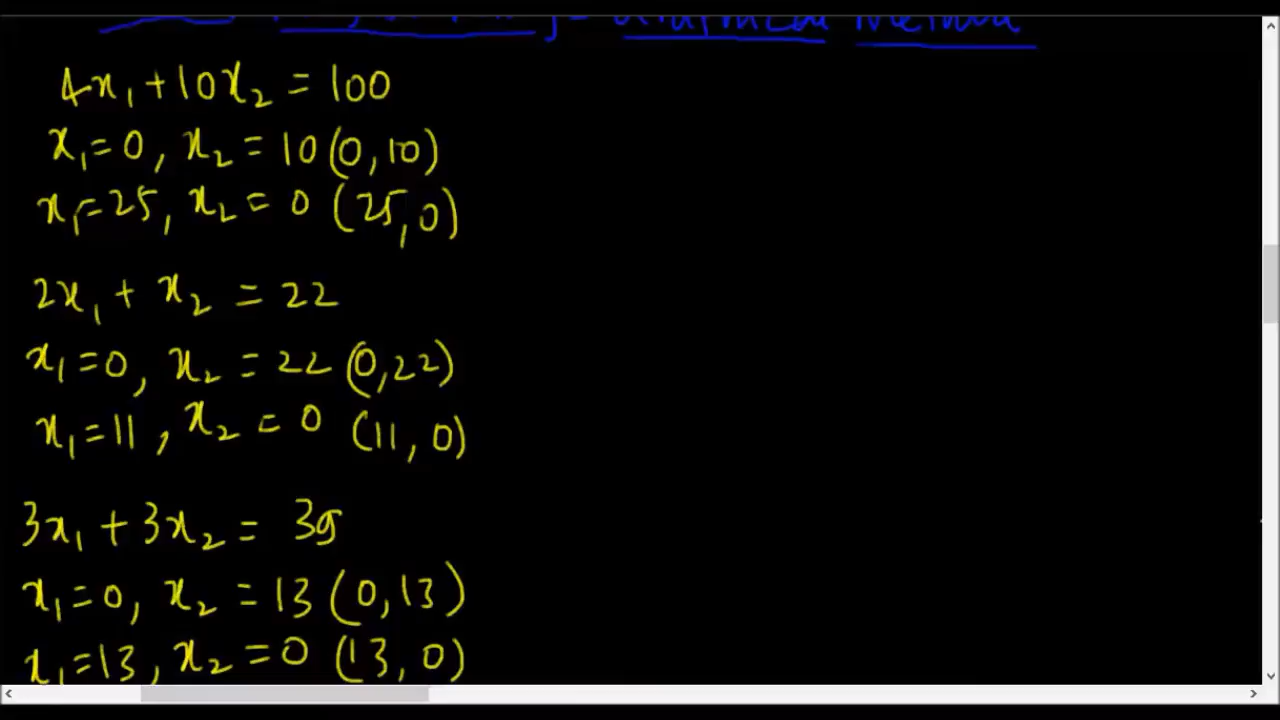 Graphical Method
4x₁ + 10x₂ = 100
x₁ = 0, x₂ = 10 (0, 10)
x₁ = 25, x₂ = 0 (25, 0)
2x₁ + x₂ = 22
x₁ = 0, x₂ = 22 (0, 22)
x₁ = 11, x₂ = 0 (11, 0)
3x₁ + 3x₂ = 39
x₁ = 0, x₂ = 13 (0, 13)
x₁ = 13, x₂ = 0 (13, 0)